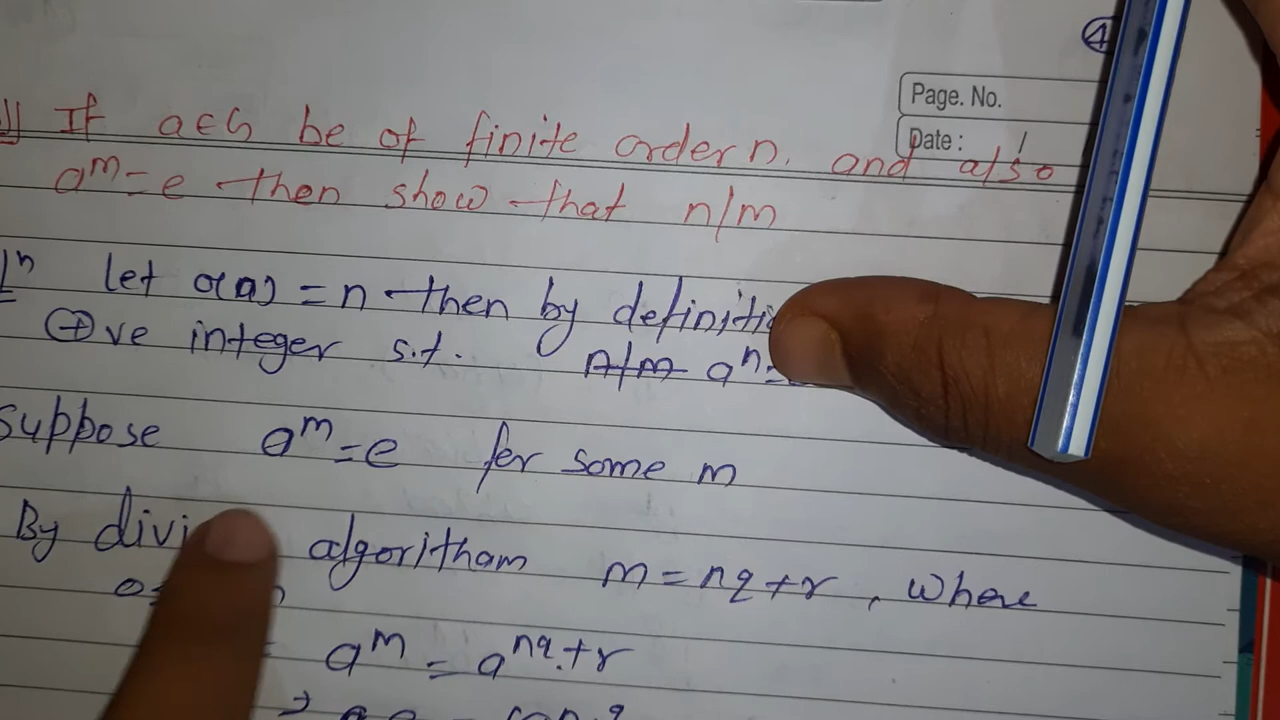 ④
Page. No.
Date : /
If a∈G be of finite order n. and also
a^m = e then show that n/m
let o(a) = n then by definiti
⊕ve integer s.t. a^n =
Suppose a^m = e for some m
By divi algoritham m = nq + r , where
a^m = a^nq + r